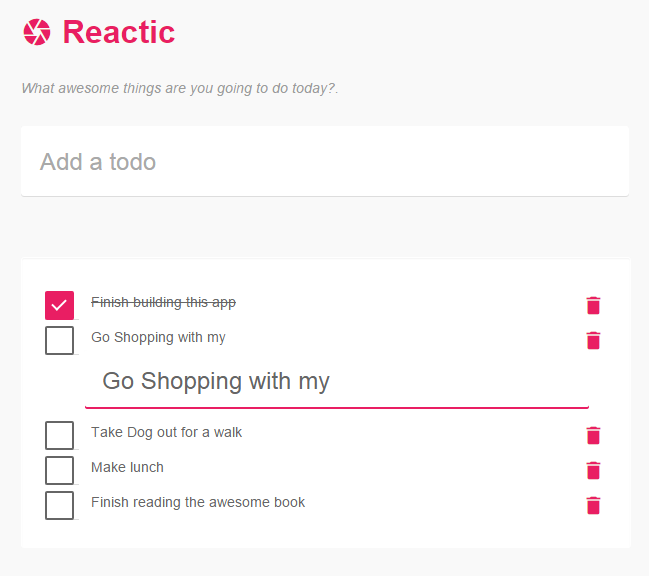 Reactic
What awesome things are you going to do today?.
Add a todo
Finish building this app
Go Shopping with my
Go Shopping with my
Take Dog out for a walk
Make lunch
Finish reading the awesome book